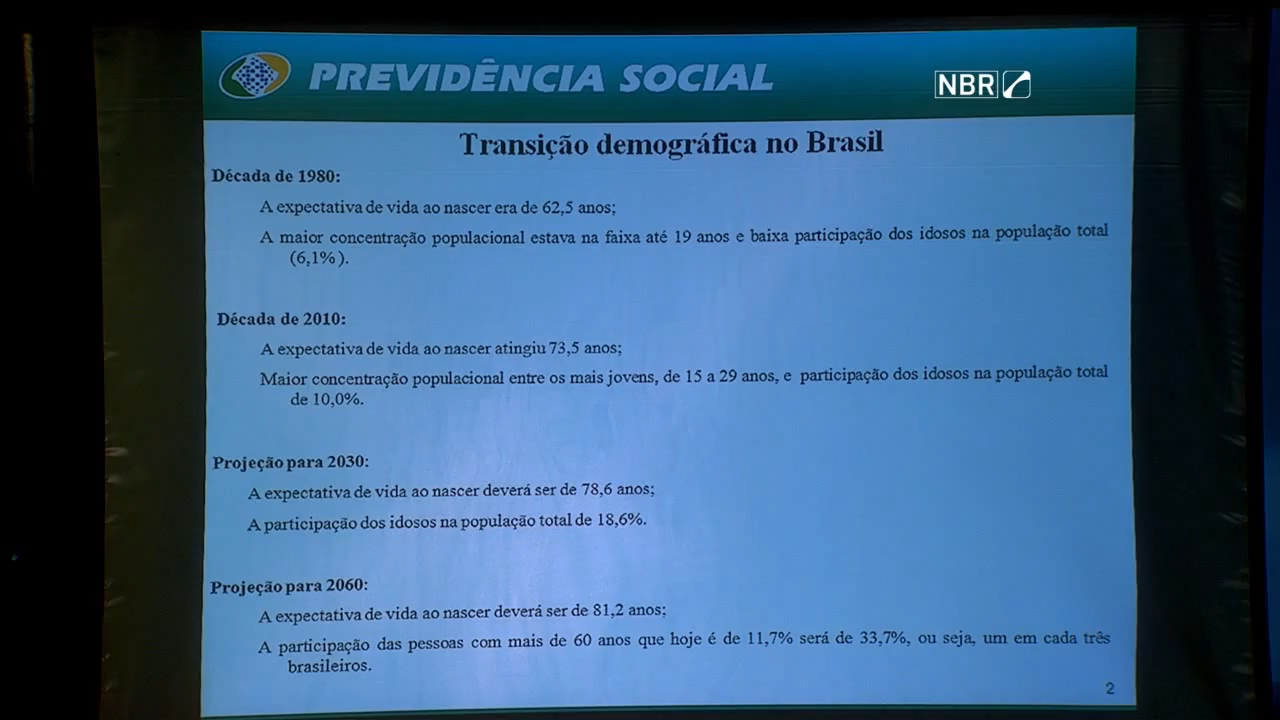 PREVIDÊNCIA SOCIAL
NBR
Transição demográfica no Brasil
Década de 1980:
A expectativa de vida ao nascer era de 62,5 anos;
A maior concentração populacional estava na faixa até 19 anos e baixa participação dos idosos na população total
(6,1%).
Década de 2010:
A expectativa de vida ao nascer atingiu 73,5 anos;
Maior concentração populacional entre os mais jovens, de 15 a 29 anos, e participação dos idosos na população total
de 10,0%.
Projeção para 2030:
A expectativa de vida ao nascer deverá ser de 78,6 anos;
A participação dos idosos na população total de 18,6%.
Projeção para 2060:
A expectativa de vida ao nascer deverá ser de 81,2 anos;
A participação das pessoas com mais de 60 anos que hoje é de 11,7% será de 33,7%, ou seja, um em cada três
brasileiros.
2